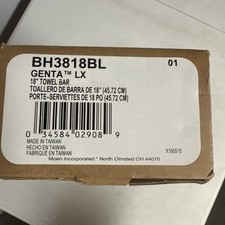 BH3818BL 01
GENTA™ LX
18" TOWEL BAR
TOALLERO DE BARRA DE 18" (45.72 CM)
PORTE-SERVIETTES DE 18 PO (45.72 CM)
0 34584 02908 9
MADE IN TAIWAN
HECHO EN TAIWAN
FABRIQUÉ EN TAIWAN
X100515
Moen Incorporated * North Olmsted OH 44070